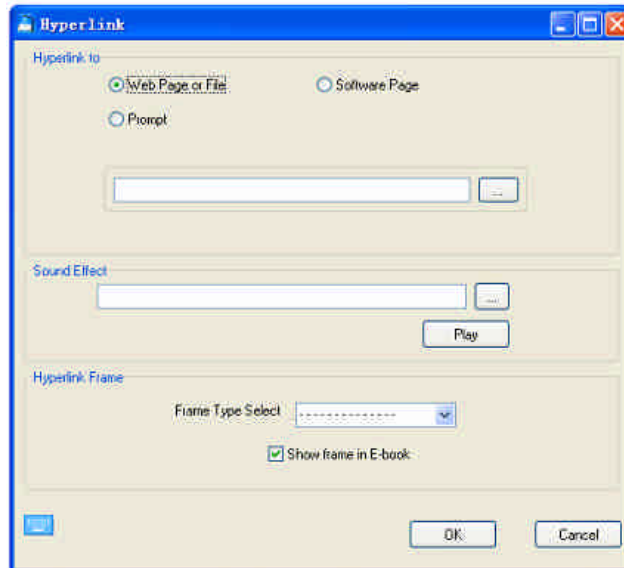 Hyperlink
Hyperlink to
Web Page or File
Software Page
Prompt
...
Sound Effect
...
Play
Hyperlink Frame
Frame Type Select
--------------
Show frame in E-book
OK
Cancel